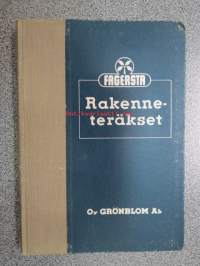 FAGERSTA
Rakenne-
teräkset
Oy GRÖNBLOM Ab